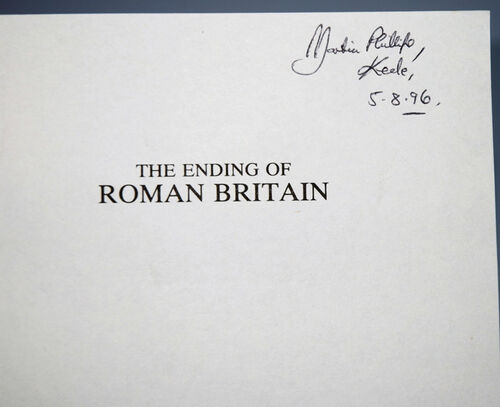 Martin Phillips,
Keele,
5-8-96.
THE ENDING OF
ROMAN BRITAIN